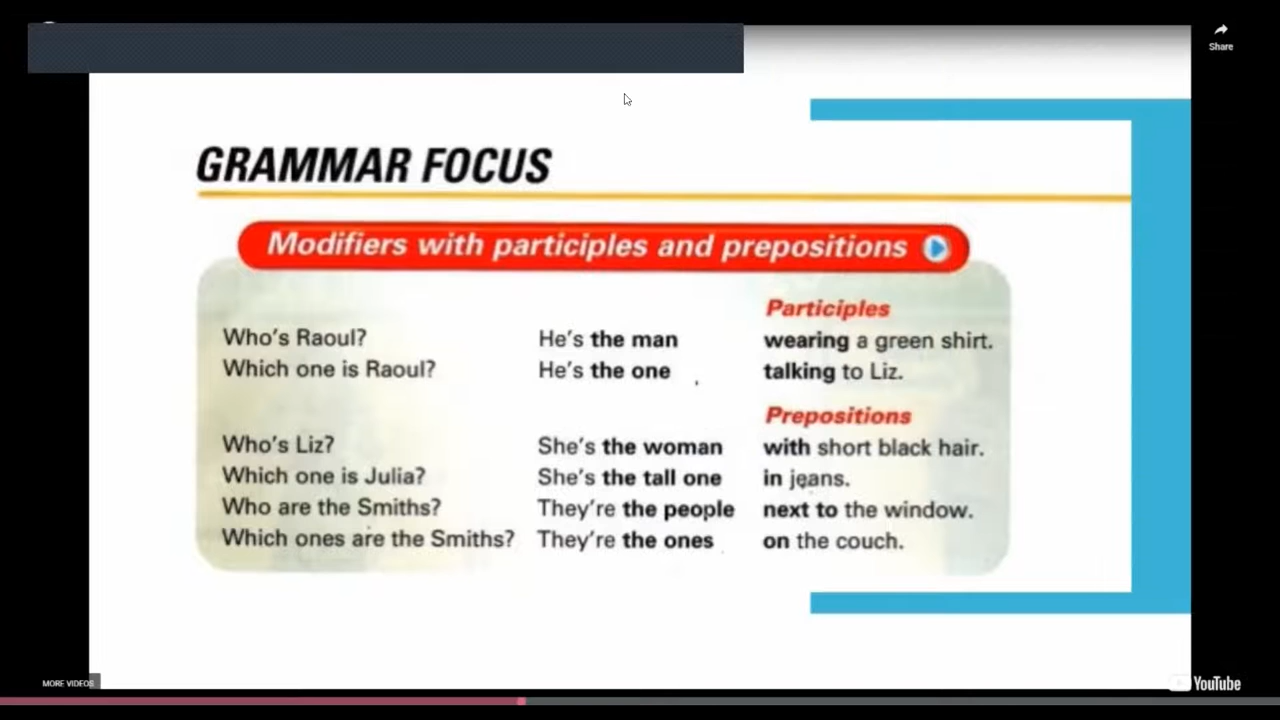 Share
GRAMMAR FOCUS
Modifiers with participles and prepositions
Participles
Who's Raoul? He's the man wearing a green shirt.
Which one is Raoul? He's the one talking to Liz.
Prepositions
Who's Liz? She's the woman with short black hair.
Which one is Julia? She's the tall one in jeans.
Who are the Smiths? They're the people next to the window.
Which ones are the Smiths? They're the ones on the couch.
MORE VIDEOS
YouTube